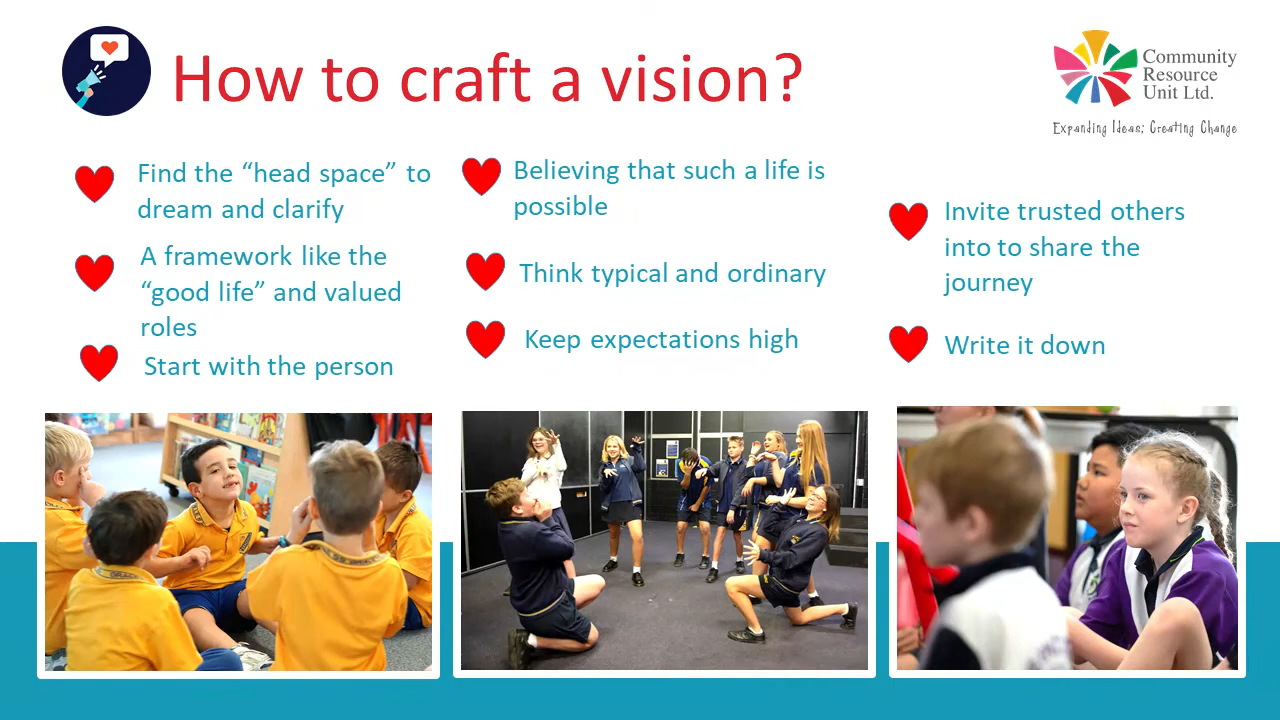 How to craft a vision?
Community
Resource
Unit Ltd.
Expanding Ideas; Creating Change
Find the “head space” to
dream and clarify
A framework like the
“good life” and valued
roles
Start with the person
Believing that such a life is
possible
Think typical and ordinary
Keep expectations high
Invite trusted others
into to share the
journey
Write it down